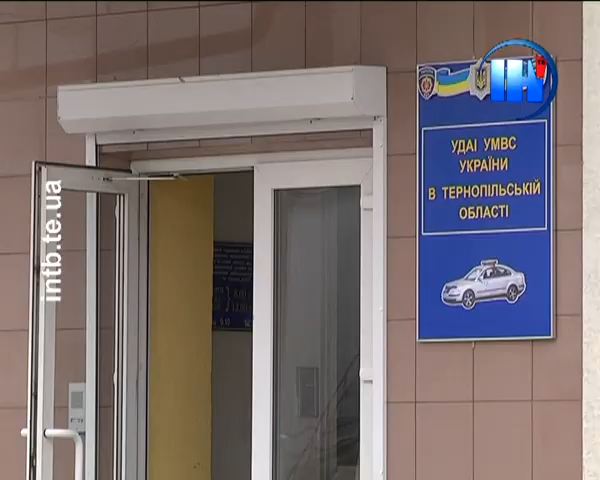 ІН
УДАІ УМВС
УКРАЇНИ
В ТЕРНОПІЛЬСЬКІЙ
ОБЛАСТІ
intb.te.ua